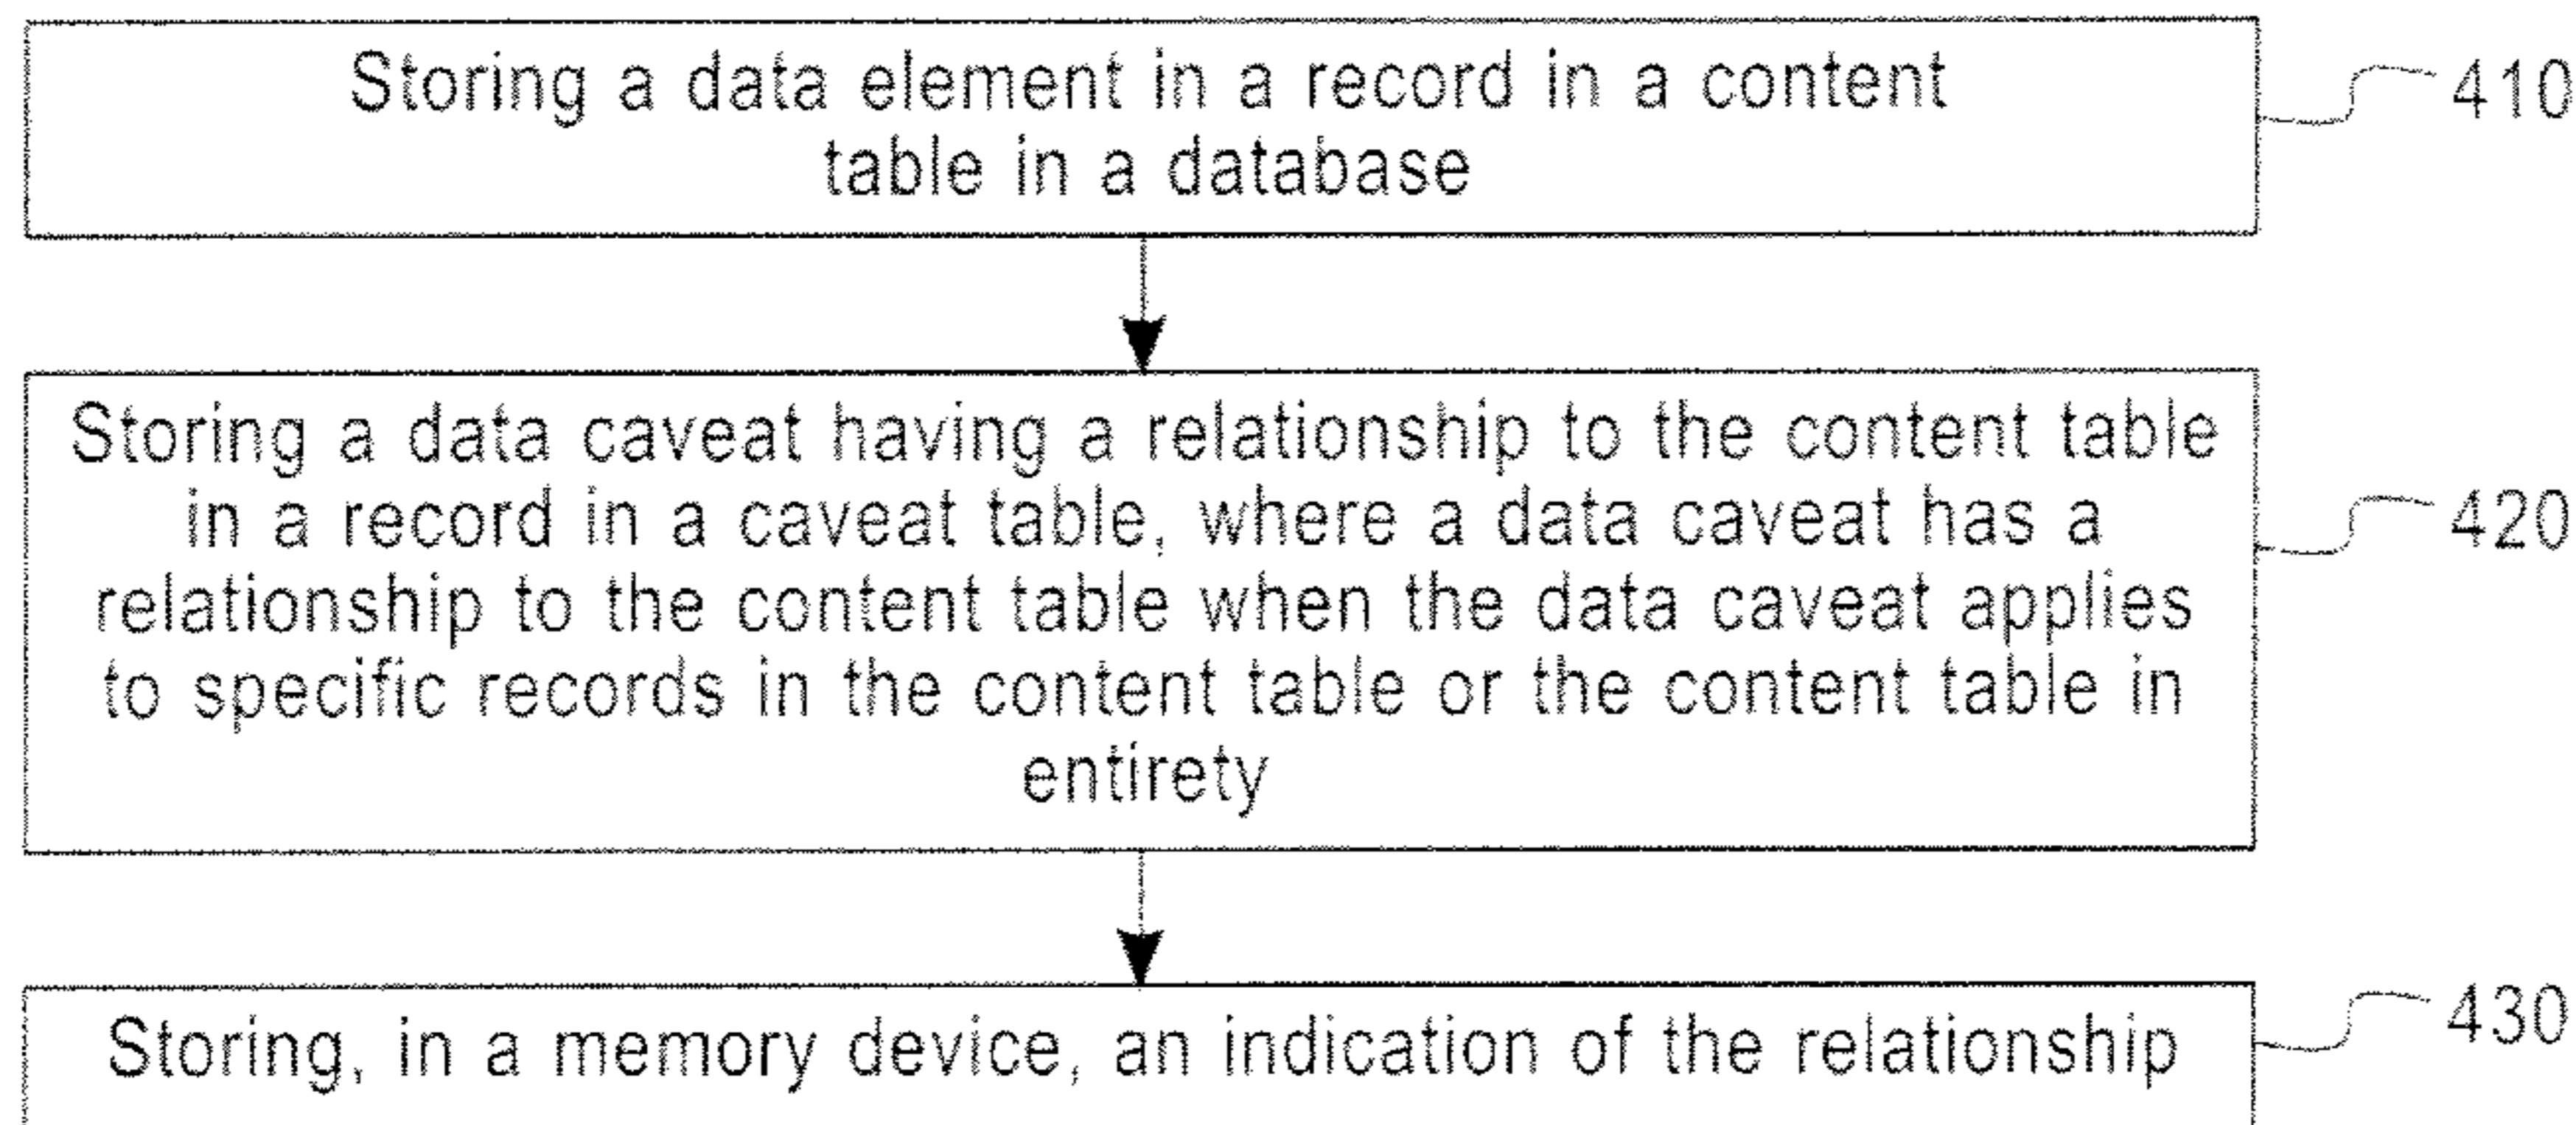 Storing a data element in a record in a content
table in a database
410
Storing a data caveat having a relationship to the content table
in a record in a caveat table, where a data caveat has a
relationship to the content table when the data caveat applies
to specific records in the content table or the content table in
entirety
420
Storing, in a memory device, an indication of the relationship
430